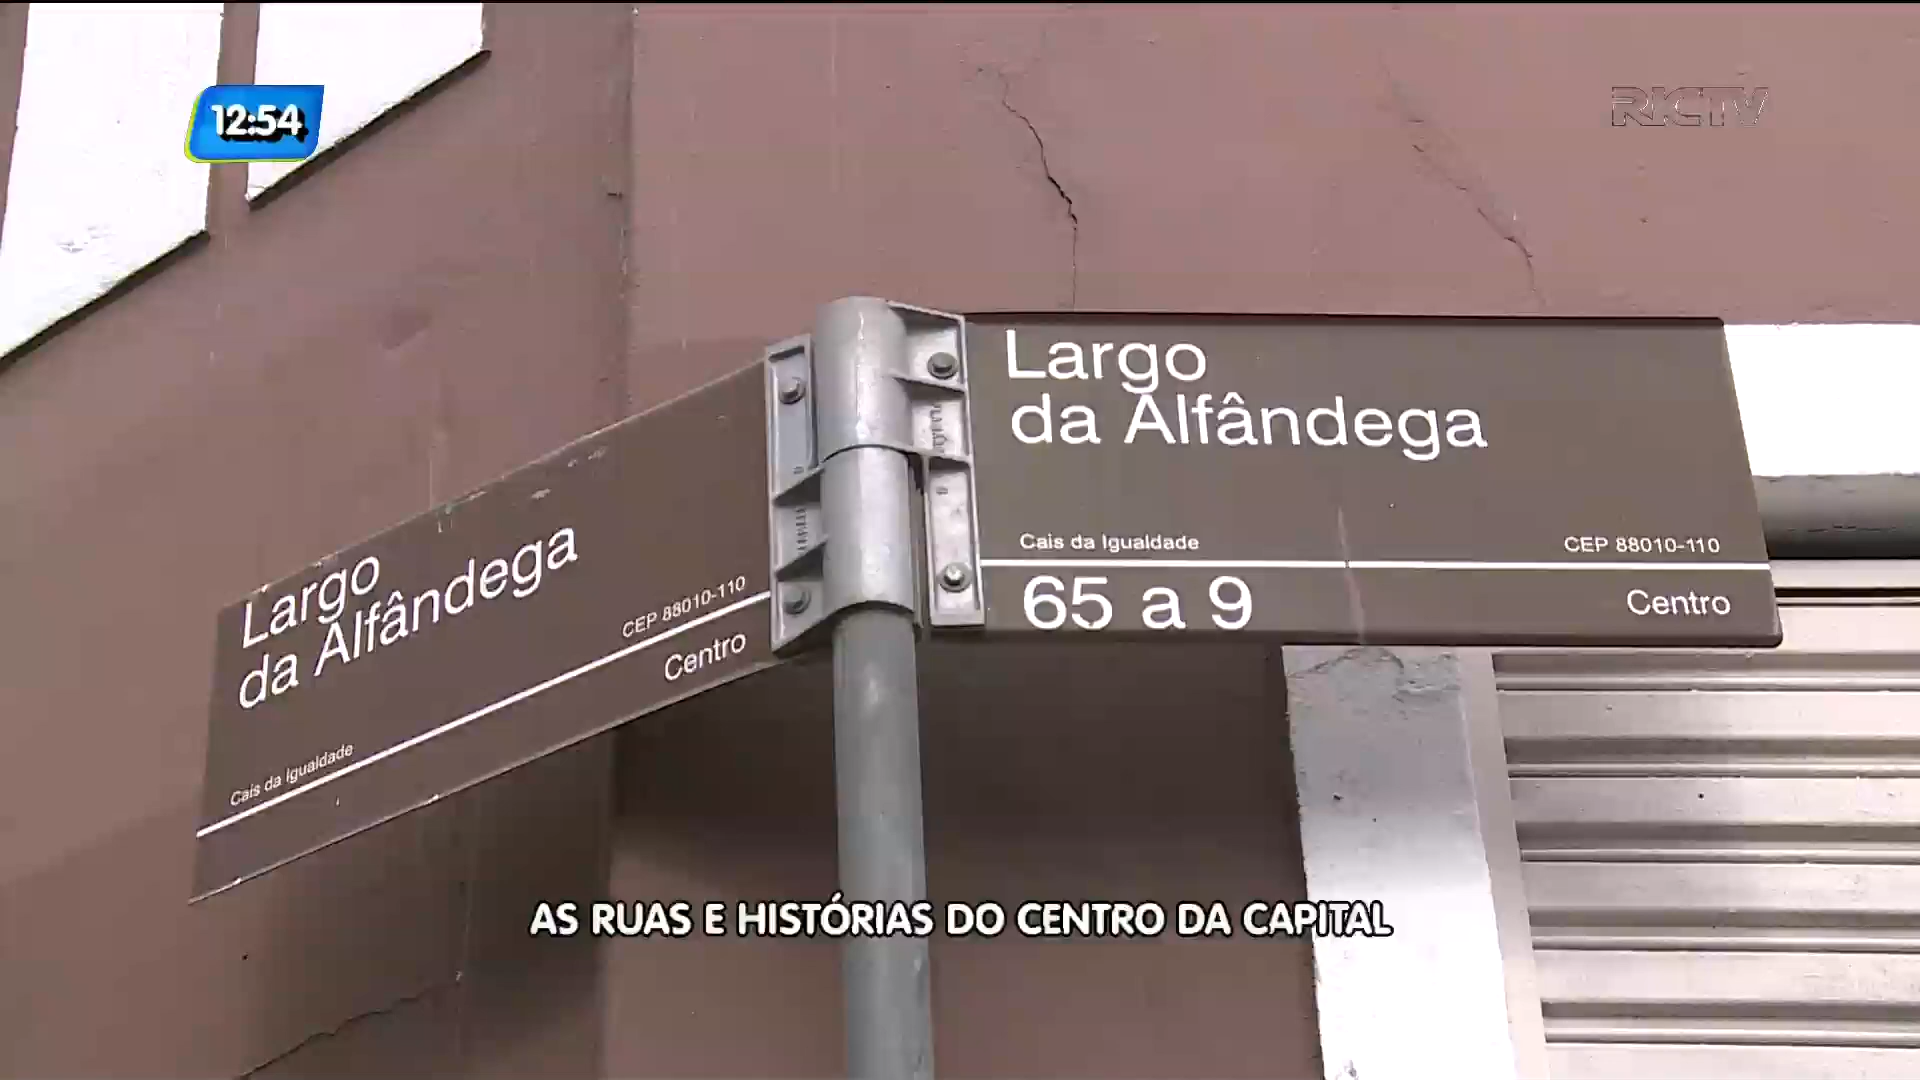 12:54
RICTV
Largo
da Alfândega
Cais da Igualdade
CEP 88010-110
65 a 9
Centro
Largo
da Alfândega
CEP 88010-110
Centro
Cais da Igualdade
AS RUAS E HISTÓRIAS DO CENTRO DA CAPITAL